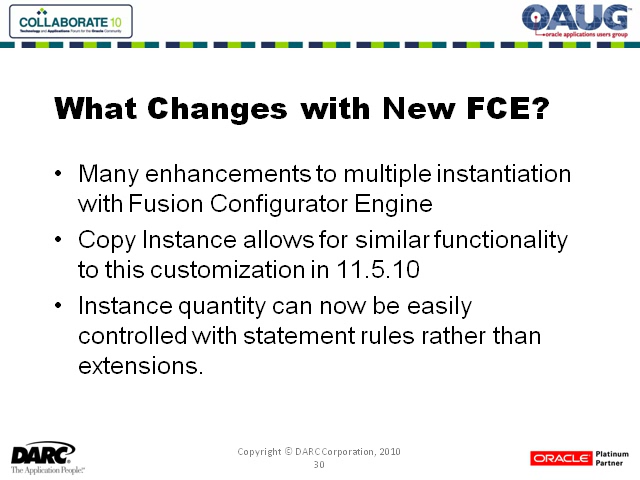 COLLABORATE 10
Technology and Applications Forum for the Oracle Community
OAUG
oracle applications users group
What Changes with New FCE?
• Many enhancements to multiple instantiation
with Fusion Configurator Engine
• Copy Instance allows for similar functionality
to this customization in 11.5.10
• Instance quantity can now be easily
controlled with statement rules rather than
extensions.
DARC
The Application People.
Copyright © DARC Corporation, 2010
30
ORACLE Platinum
Partner